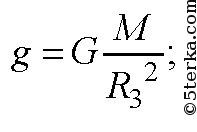 g = G M / R₃²;
©5terka.com